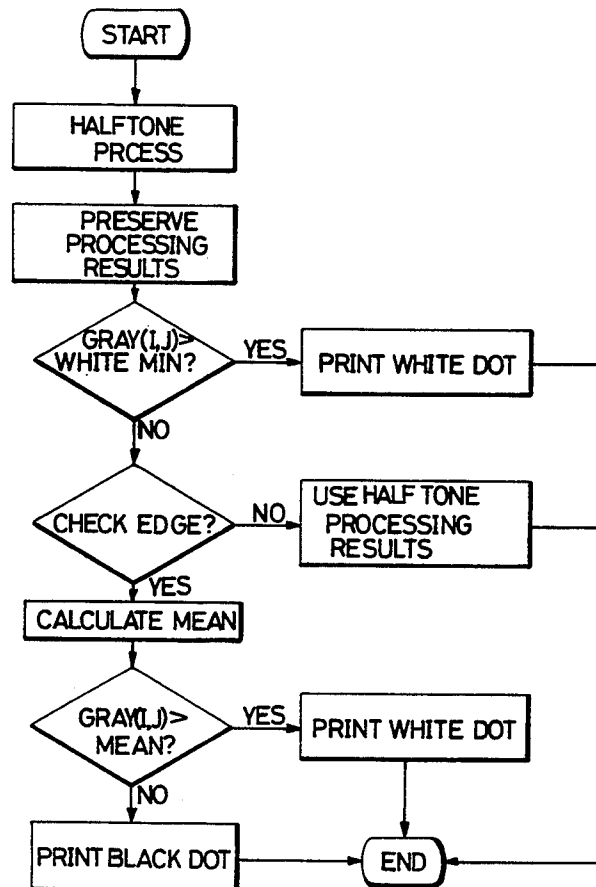 START
HALFTONE
PRCESS
PRESERVE
PROCESSING
RESULTS
GRAY(I,J)>
WHITE MIN?
YES
PRINT WHITE DOT
NO
CHECK EDGE?
NO
USE HALF TONE
PROCESSING
RESULTS
YES
CALCULATE MEAN
GRAY(I,J)>
MEAN?
YES
PRINT WHITE DOT
NO
PRINT BLACK DOT
END